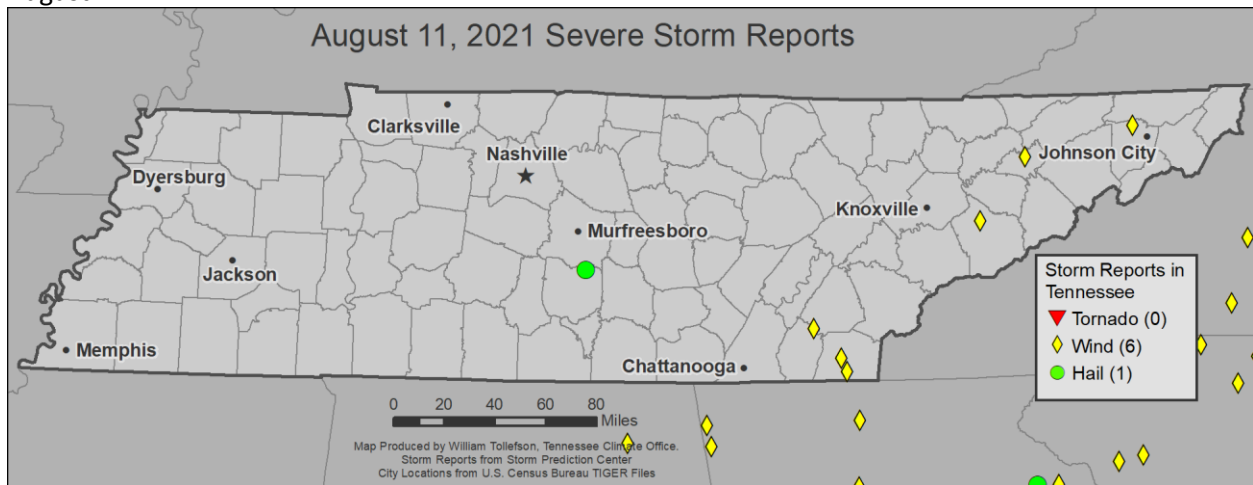 August 11, 2021 Severe Storm Reports
Clarksville
Nashville
Johnson City
Dyersburg
Knoxville
Murfreesboro
Jackson
Storm Reports in
Tennessee
Tornado (0)
Wind (6)
Hail (1)
Memphis
Chattanooga
0 20 40 60 80
Miles
Map Produced by William Tollefson, Tennessee Climate Office.
Storm Reports from Storm Prediction Center
City Locations from U.S. Census Bureau TIGER Files